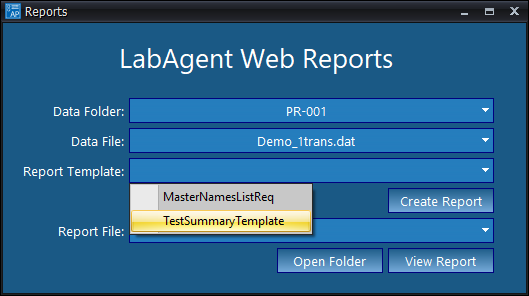 AP Reports
LabAgent Web Reports
Data Folder: PR-001
Data File: Demo_1trans.dat
Report Template:
MasterNamesListReq
TestSummaryTemplate
Create Report
Report File:
Open Folder View Report